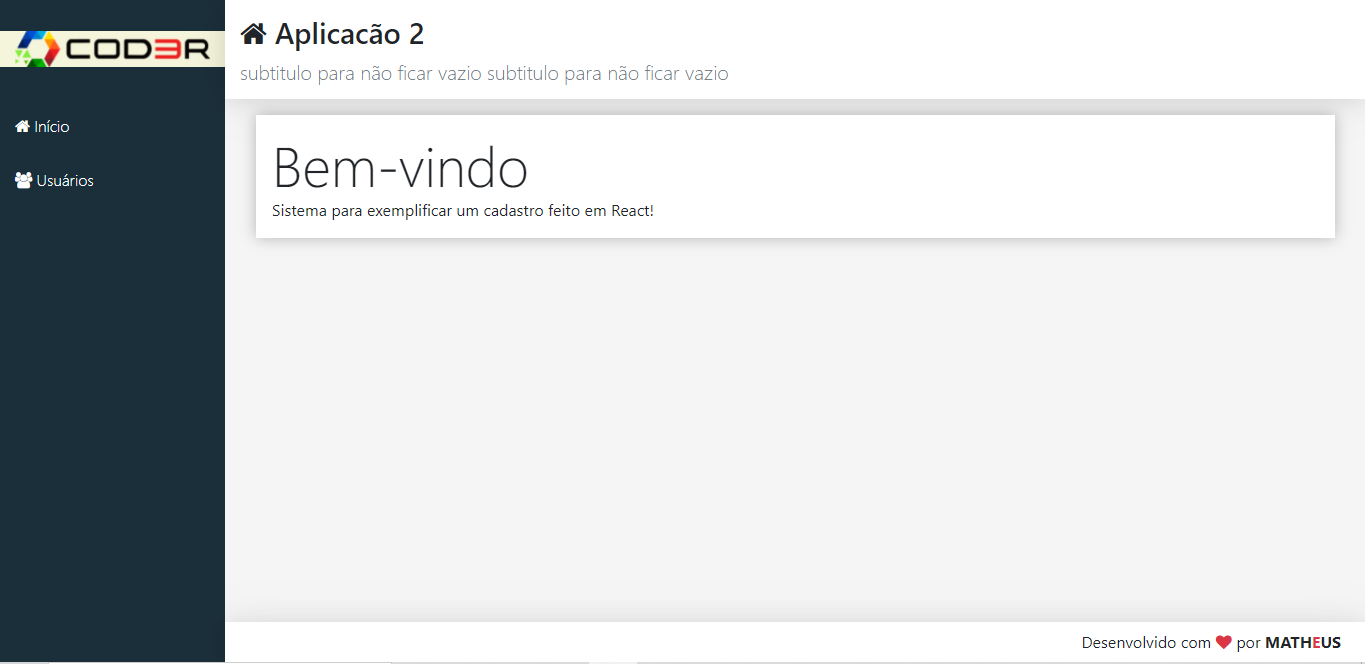 COD3R
Início
Usuários
Aplicacão 2
subtitulo para não ficar vazio subtitulo para não ficar vazio
Bem-vindo
Sistema para exemplificar um cadastro feito em React!
Desenvolvido com por MATHEUS